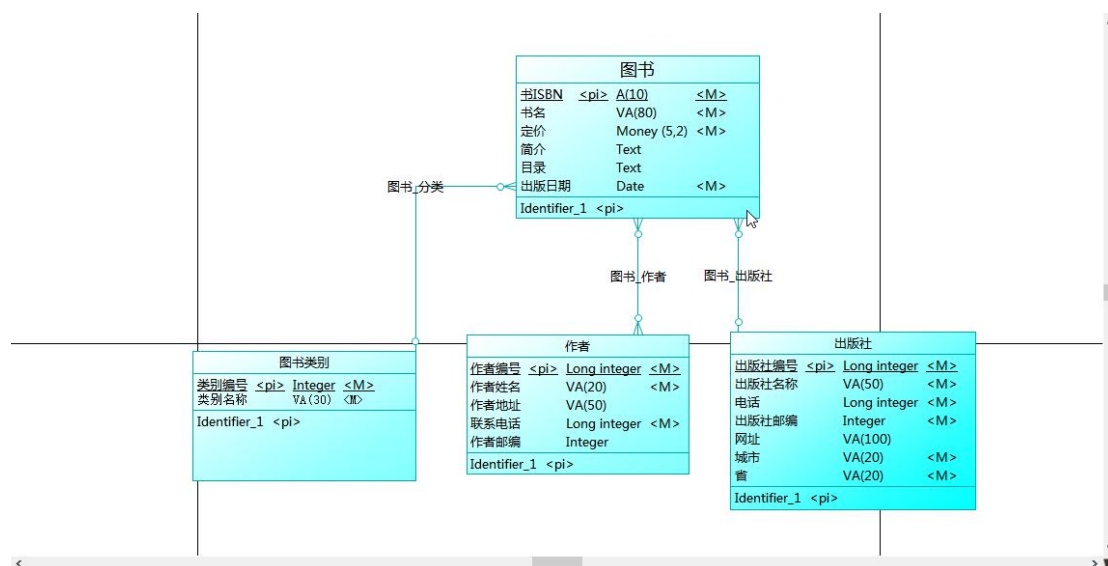 图书
书ISBN <pi> A(10) <M>
书名 VA(80) <M>
定价 Money (5,2) <M>
简介 Text
目录 Text
出版日期 Date <M>
Identifier_1 <pi>
图书_分类
图书_作者
图书_出版社
图书类别
类别编号 <pi> Integer <M>
类别名称 VA(30) <M>
Identifier_1 <pi>
作者
作者编号 <pi> Long integer <M>
作者姓名 VA(20) <M>
作者地址 VA(50)
联系电话 Long integer <M>
作者邮编 Integer
Identifier_1 <pi>
出版社
出版社编号 <pi> Long integer <M>
出版社名称 VA(50) <M>
电话 Long integer <M>
出版社邮编 Integer <M>
网址 VA(100)
城市 VA(20) <M>
省 VA(20) <M>
Identifier_1 <pi>